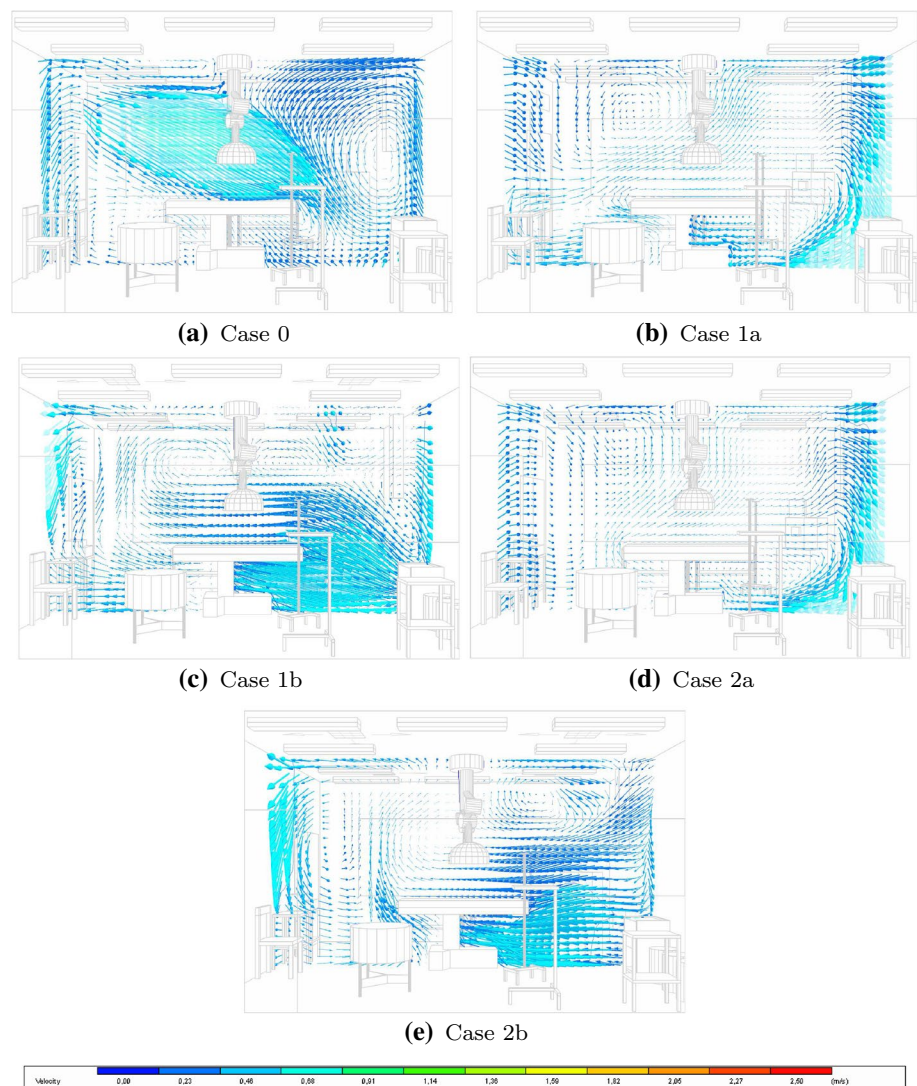 (a) Case 0
(b) Case 1a
(c) Case 1b
(d) Case 2a
(e) Case 2b
Velocity 0,00 0,23 0,46 0,68 0,91 1,14 1,36 1,59 1,82 2,05 2,27 2,50 (m/s)